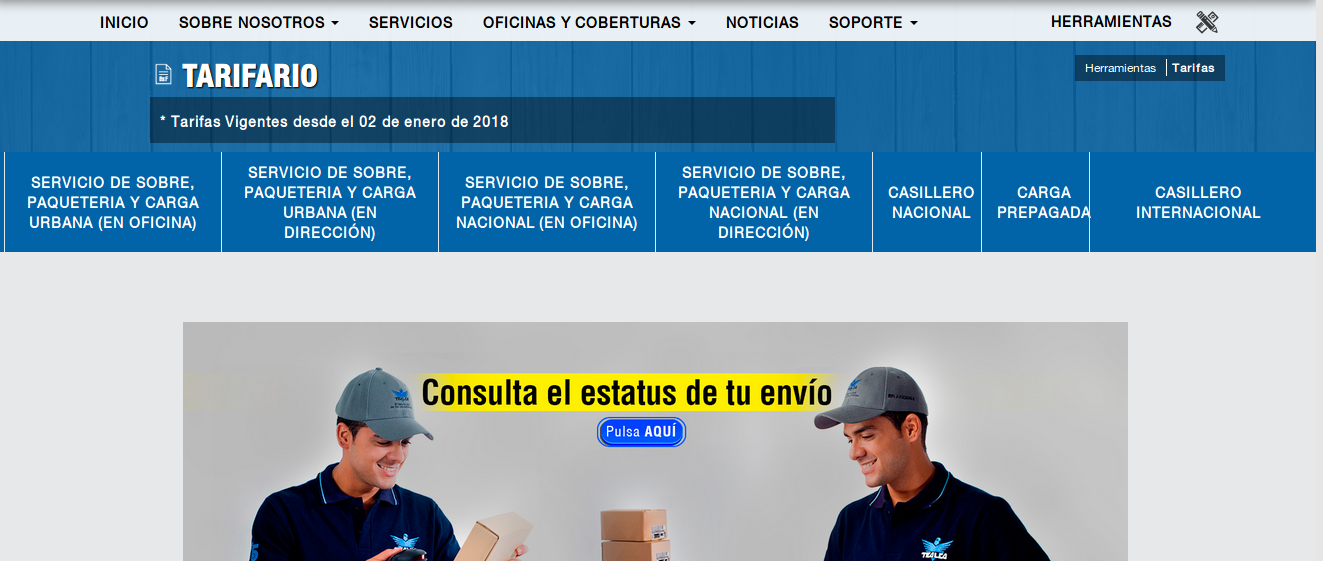 INICIO SOBRE NOSOTROS SERVICIOS OFICINAS Y COBERTURAS NOTICIAS SOPORTE HERRAMIENTAS
TARIFARIO
Herramientas Tarifas
* Tarifas Vigentes desde el 02 de enero de 2018
SERVICIO DE SOBRE,
PAQUETERIA Y CARGA
URBANA (EN OFICINA)
SERVICIO DE SOBRE,
PAQUETERIA Y CARGA
URBANA (EN
DIRECCIÓN)
SERVICIO DE SOBRE,
PAQUETERIA Y CARGA
NACIONAL (EN OFICINA)
SERVICIO DE SOBRE,
PAQUETERIA Y CARGA
NACIONAL (EN
DIRECCIÓN)
CASILLERO
NACIONAL
CARGA
PREPAGADA
CASILLERO
INTERNACIONAL
Consulta el estatus de tu envío
Pulsa AQUÍ
TEALCA
TEALCA
TEALCA